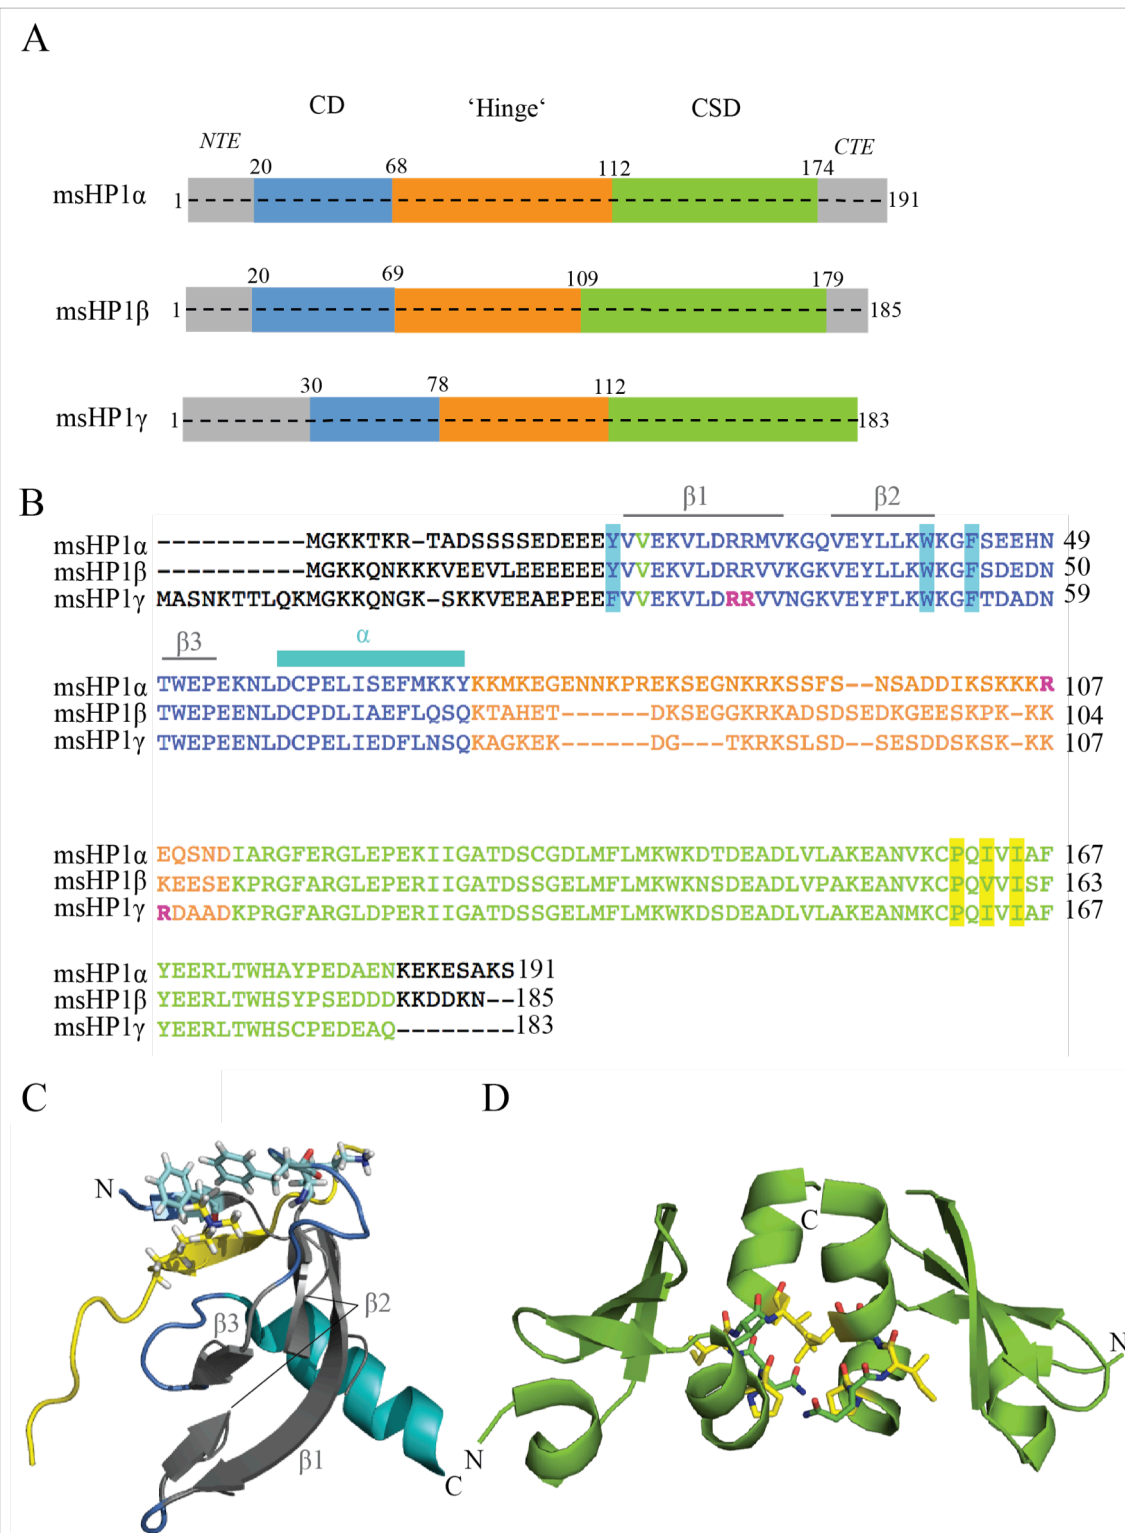 A
CD ‘Hinge‘ CSD
NTE CTE
20 68 112 174
msHP1α 1 191
20 69 109 179
msHP1β 1 185
30 78 112
msHP1γ 1 183
B
β1 β2
msHP1α ----------MGKKTKR-TADSSSSEDEEEYVVEKVLDRRMVKGQVEYLLKWKGFSEEHN 49
msHP1β ----------MGKKQNKKKVEEVLEEEEEEYVVEKVLDRRVVKGKVEYLLKWKGFSDEDN 50
msHP1γ MASNKTTLQKMGKKQNGK-SKKVEEAEPEEFVVEKVLDRRVVNGKVEYFLKWKGFTDADN 59
β3 α
msHP1α TWEPEKNLDCPELISEFMKKYKKMKEGENNKPREKSEGNKRKSSFS--NSADDIKSKKKR 107
msHP1β TWEPEENLDCPDLIAEFLQSQKTAHET------DKSEGGKRKADSDSEDKGEESKPK-KK 104
msHP1γ TWEPEENLDCPELIEDFLNSQKAGKEK------DG---TKRKSLSD--SESDDSKSK-KK 107
msHP1α EQSNDIARGFERGLEPEKIIGATDSCGDLMFLMKWKDTDEADLVLAKEANVKCPQIVIAF 167
msHP1β KEESEKPRGFARGLEPERIIGATDSSGELMFLMKWKNSDEADLVPAKEANVKCPQVVISF 163
msHP1γ RDAADKPRGFARGLDPERIIGATDSSGELMFLMKWKDSDEADLVLAKEANMKCPQIVIAF 167
msHP1α YEERLTWHAYPEDAENKEKESAKS 191
msHP1β YEERLTWHSYPSEDDDKKDDKN-- 185
msHP1γ YEERLTWHSCPEDEAQ-------- 183
C
N
β2
β3
β1
C
D
C
N
N